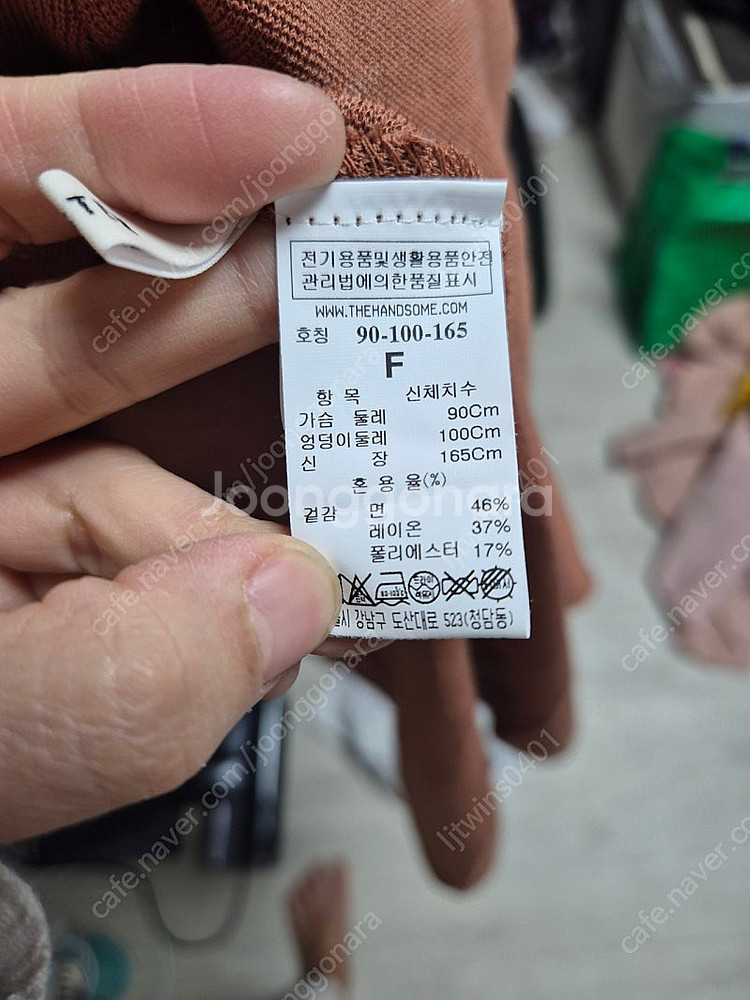 전기용품및생활용품안전
관리법에의한품질표시
WWW.THEHANDSOME.COM
호칭 90-100-165
F
항 목 신체치수
가슴 둘레 90Cm
엉덩이둘레 100Cm
신 장 165Cm
혼 용 율(%)
겉감 면 46%
레이온 37%
폴리에스터 17%
강남구 도산대로 523(청담동)
Joonggonara
cafe.naver.com/joonggonara
ljtwins0401